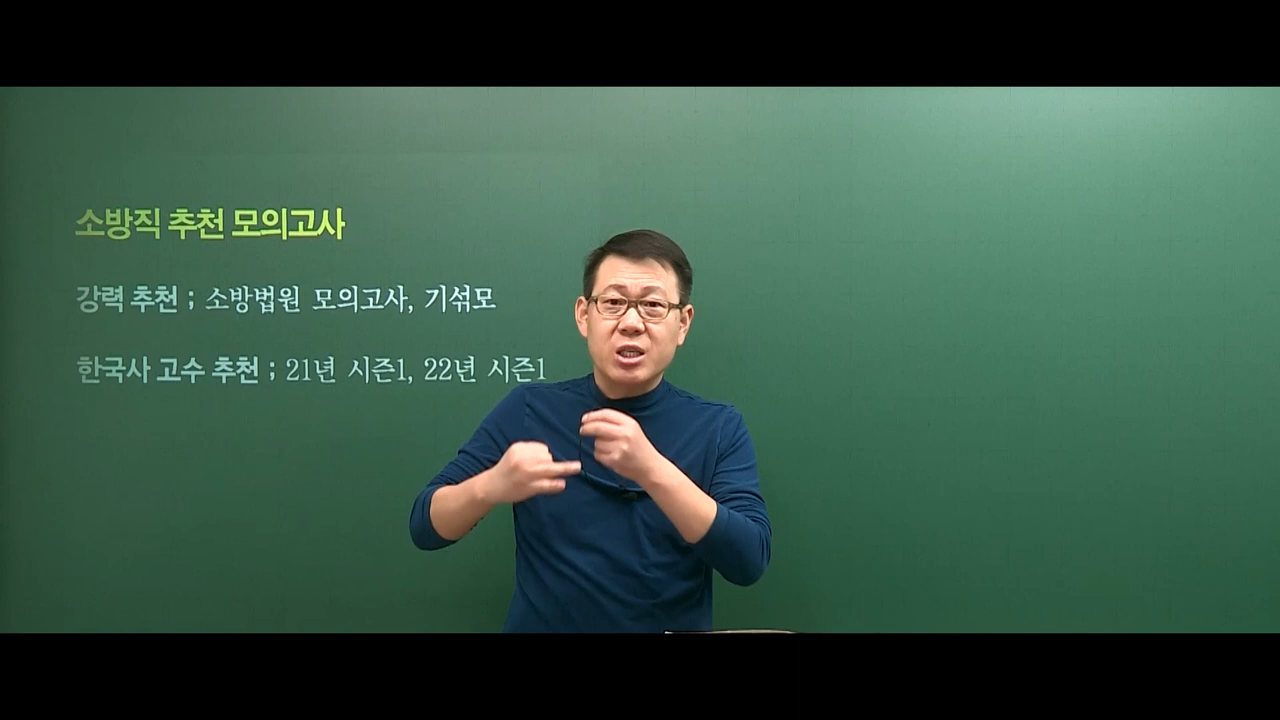 소방직 추천 모의고사
강력 추천 ; 소방법원 모의고사, 기섞모
한국사 고수 추천 ; 21년 시즌1, 22년 시즌1